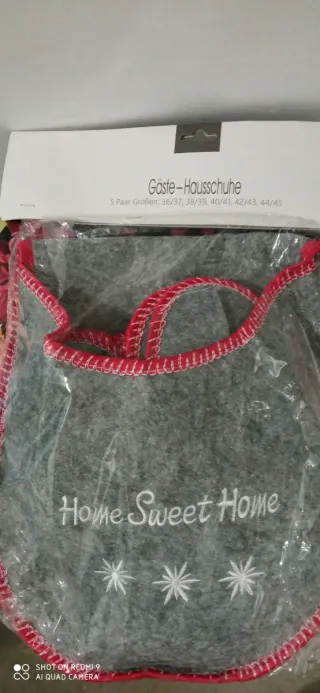 Gäste-Hausschuhe
5 Paar Größen: 36/37, 38/39, 40/41, 42/43, 44/45
Home Sweet Home
SHOT ON REDMI 9
AI QUAD CAMERA